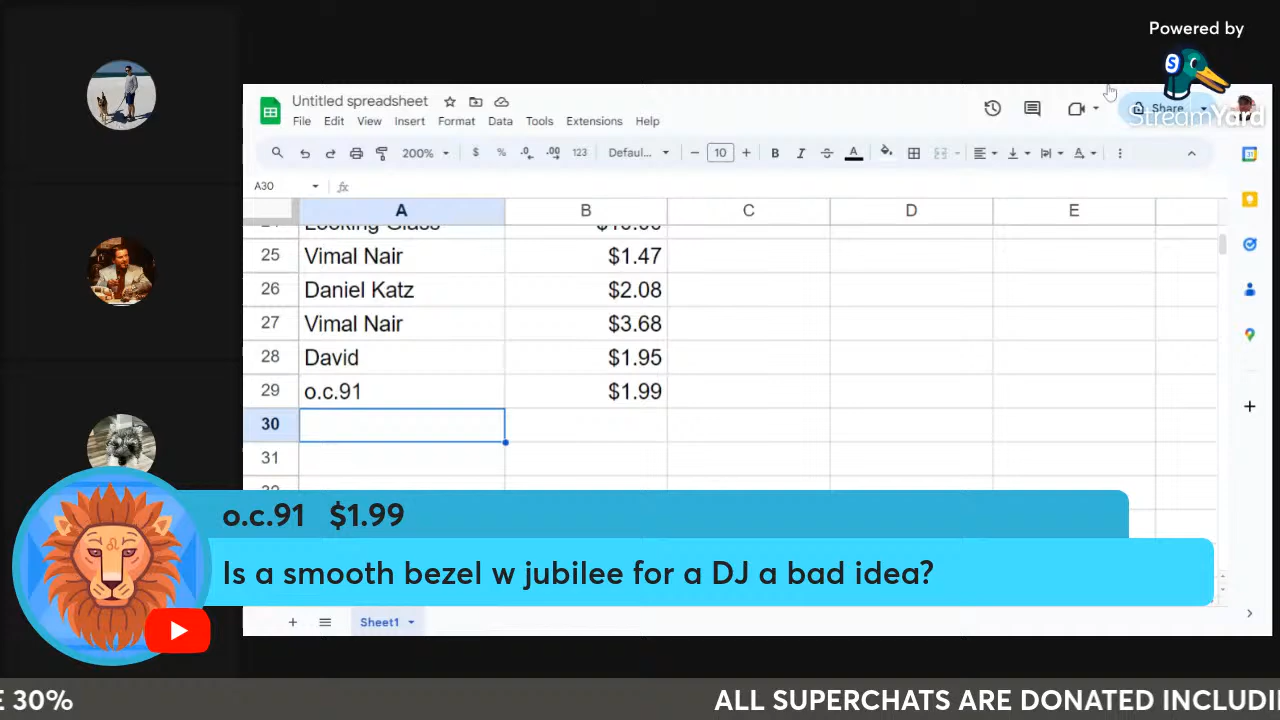 Powered by
StreamYard
Untitled spreadsheet
File Edit View Insert Format Data Tools Extensions Help
Share
200% $ % .0 .00 123 Defaul... − 10 + B I A
A30 fx
A B C D E
Looking Glass
25 Vimal Nair $1.47
26 Daniel Katz $2.08
27 Vimal Nair $3.68
28 David $1.95
29 o.c.91 $1.99
30
31
o.c.91 $1.99
Is a smooth bezel w jubilee for a DJ a bad idea?
Sheet1
E 30% ALL SUPERCHATS ARE DONATED INCLUDI